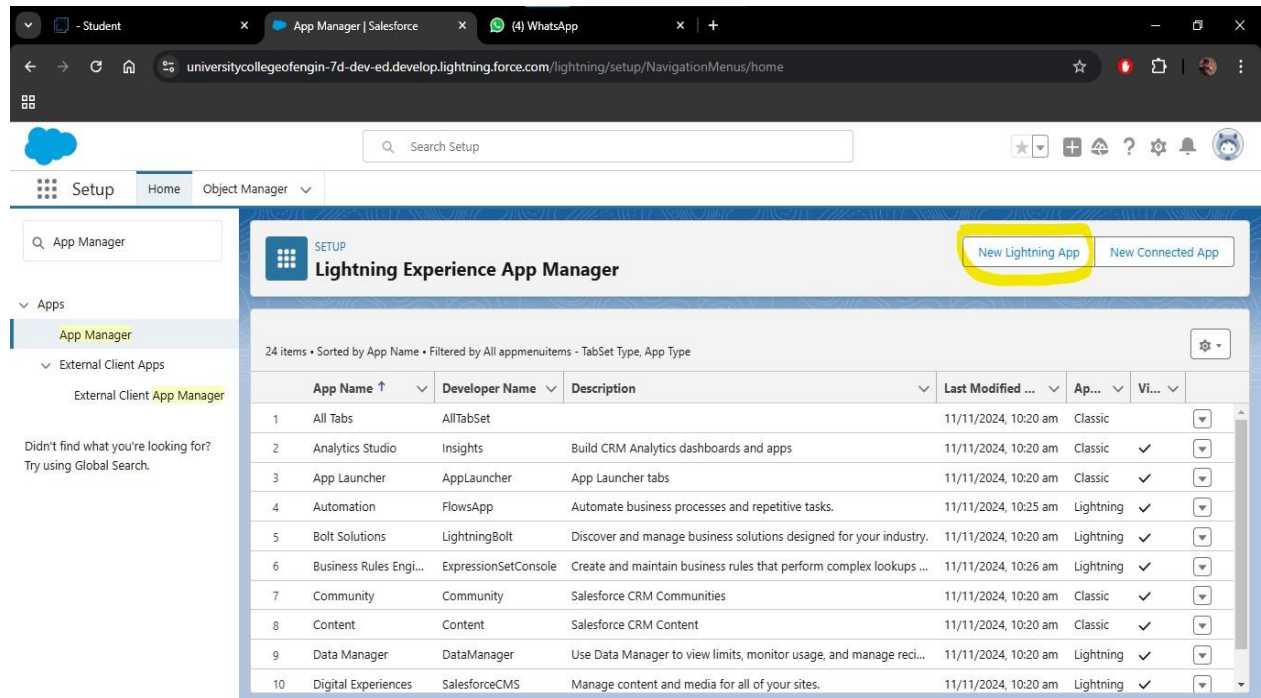 - Student
App Manager | Salesforce
(4) WhatsApp
universitycollegeofengin-7d-dev-ed.develop.lightning.force.com/lightning/setup/NavigationMenus/home
Search Setup
Setup Home Object Manager
App Manager
Apps
App Manager
External Client Apps
External Client App Manager
Didn't find what you're looking for?
Try using Global Search.
SETUP
Lightning Experience App Manager
New Lightning App New Connected App
24 items • Sorted by App Name • Filtered by All appmenuitems - TabSet Type, App Type
App Name ↑ Developer Name Description Last Modified ... Ap... Vi...
1 All Tabs AllTabSet 11/11/2024, 10:20 am Classic
2 Analytics Studio Insights Build CRM Analytics dashboards and apps 11/11/2024, 10:20 am Classic ✓
3 App Launcher AppLauncher App Launcher tabs 11/11/2024, 10:20 am Classic ✓
4 Automation FlowsApp Automate business processes and repetitive tasks. 11/11/2024, 10:25 am Lightning ✓
5 Bolt Solutions LightningBolt Discover and manage business solutions designed for your industry. 11/11/2024, 10:20 am Lightning ✓
6 Business Rules Engi... ExpressionSetConsole Create and maintain business rules that perform complex lookups ... 11/11/2024, 10:26 am Lightning ✓
7 Community Community Salesforce CRM Communities 11/11/2024, 10:20 am Classic ✓
8 Content Content Salesforce CRM Content 11/11/2024, 10:20 am Classic ✓
9 Data Manager DataManager Use Data Manager to view limits, monitor usage, and manage reci... 11/11/2024, 10:20 am Lightning ✓
10 Digital Experiences SalesforceCMS Manage content and media for all of your sites. 11/11/2024, 10:20 am Lightning ✓